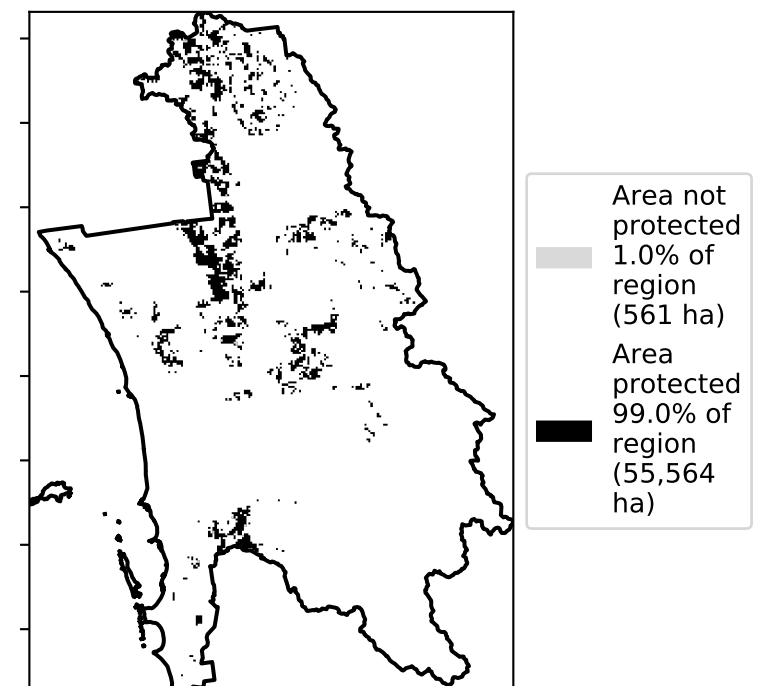 Area not
protected
1.0% of
region
(561 ha)
Area
protected
99.0% of
region
(55,564
ha)